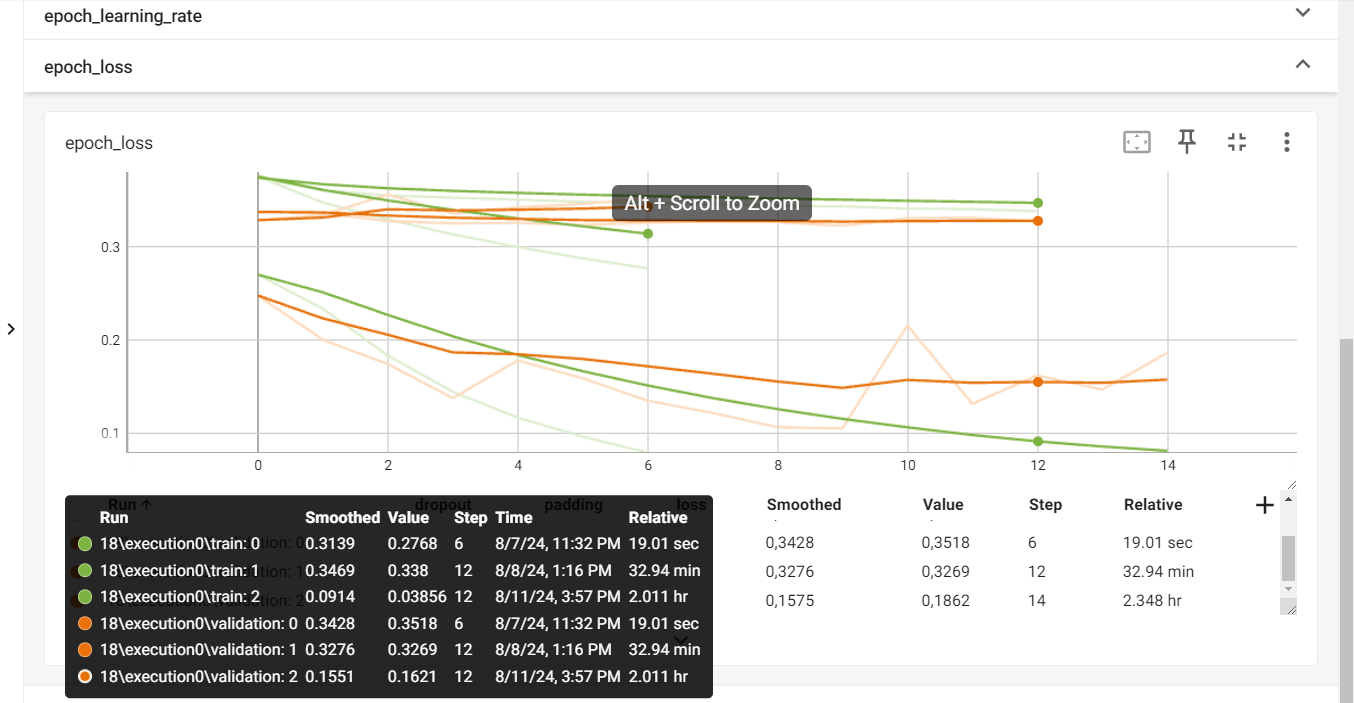 epoch_learning_rate
epoch_loss
epoch_loss
Alt + Scroll to Zoom
0.3
0.2
0.1
0 2 4 6 8 10 12 14
Run ↑ dropout padding loss Smoothed Value Step Relative
0,3428 0,3518 6 19.01 sec
0,3276 0,3269 12 32.94 min
0,1575 0,1862 14 2.348 hr
Run Smoothed Value Step Time Relative
18\execution0\train: 0 0.3139 0.2768 6 8/7/24, 11:32 PM 19.01 sec
18\execution0\train: 1 0.3469 0.338 12 8/8/24, 1:16 PM 32.94 min
18\execution0\train: 2 0.0914 0.03856 12 8/11/24, 3:57 PM 2.011 hr
18\execution0\validation: 0 0.3428 0.3518 6 8/7/24, 11:32 PM 19.01 sec
18\execution0\validation: 1 0.3276 0.3269 12 8/8/24, 1:16 PM 32.94 min
18\execution0\validation: 2 0.1551 0.1621 12 8/11/24, 3:57 PM 2.011 hr